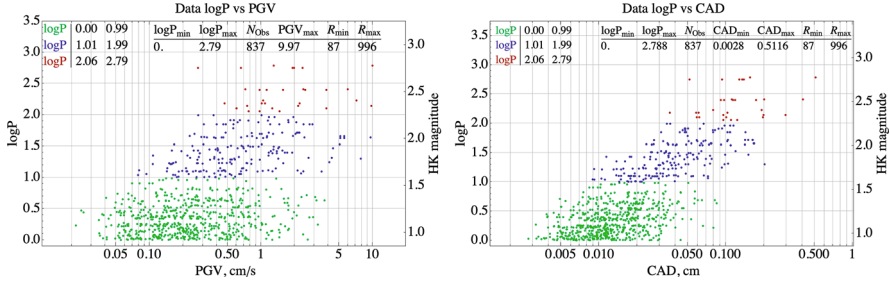 Data logP vs PGV
logP 0.00 0.99
logP 1.01 1.99
logP 2.06 2.79
logPmin logPmax NObs PGVmax Rmin Rmax
0. 2.79 837 9.97 87 996
3.5
3.0
2.5
2.0
1.5
1.0
0.5
0.0
logP
3.0
2.5
2.0
1.5
1.0
HK magnitude
0.05 0.10 0.50 1 5 10
PGV, cm/s
Data logP vs CAD
logP 0.00 0.99
logP 1.01 1.99
logP 2.06 2.79
logPmin logPmax NObs CADmin CADmax Rmin Rmax
0. 2.788 837 0.0028 0.5116 87 996
3.5
3.0
2.5
2.0
1.5
1.0
0.5
0.0
logP
3.0
2.5
2.0
1.5
1.0
HK magnitude
0.005 0.010 0.050 0.100 0.500 1
CAD, cm